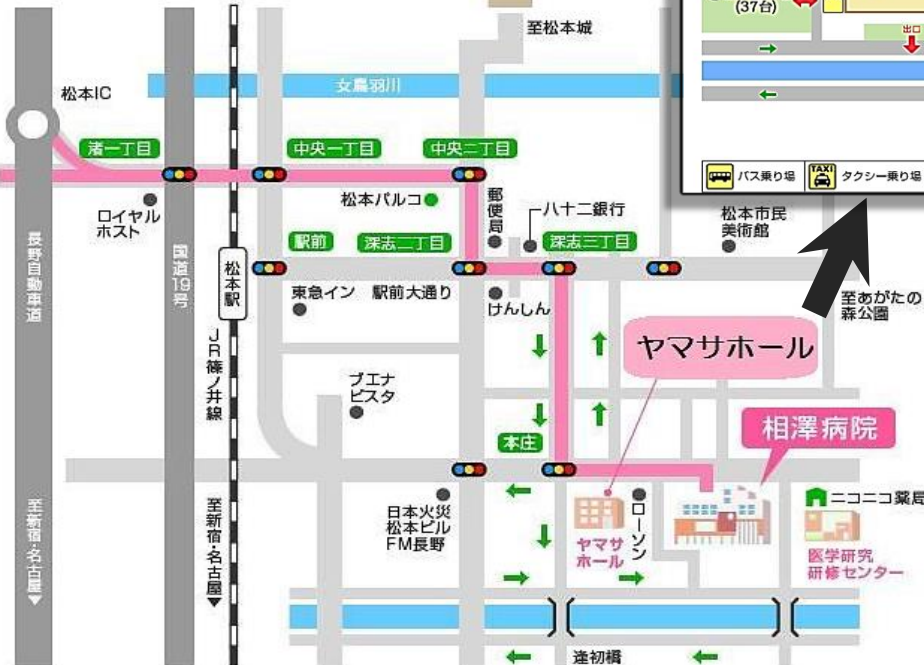 至松本城
(37台)
出口
女鳥羽川
松本IC
渚一丁目
中央一丁目
中央二丁目
バス乗り場
TAXI
タクシー乗り場
松本パルコ
郵便局
八十二銀行
松本市民
美術館
ロイヤル
ホスト
駅前
深志二丁目
深志三丁目
長野自動車道
国道19号
松本駅
東急イン
駅前大通り
けんしん
至あがたの
森公園
JR篠ノ井線
ヤマサホール
ブエナ
ビスタ
相澤病院
本庄
至新宿・名古屋▼
至新宿・名古屋▼
日本火災
松本ビル
FM長野
ヤマサ
ホール
ローソン
ニコニコ薬局
医学研究
研修センター
逢初橋